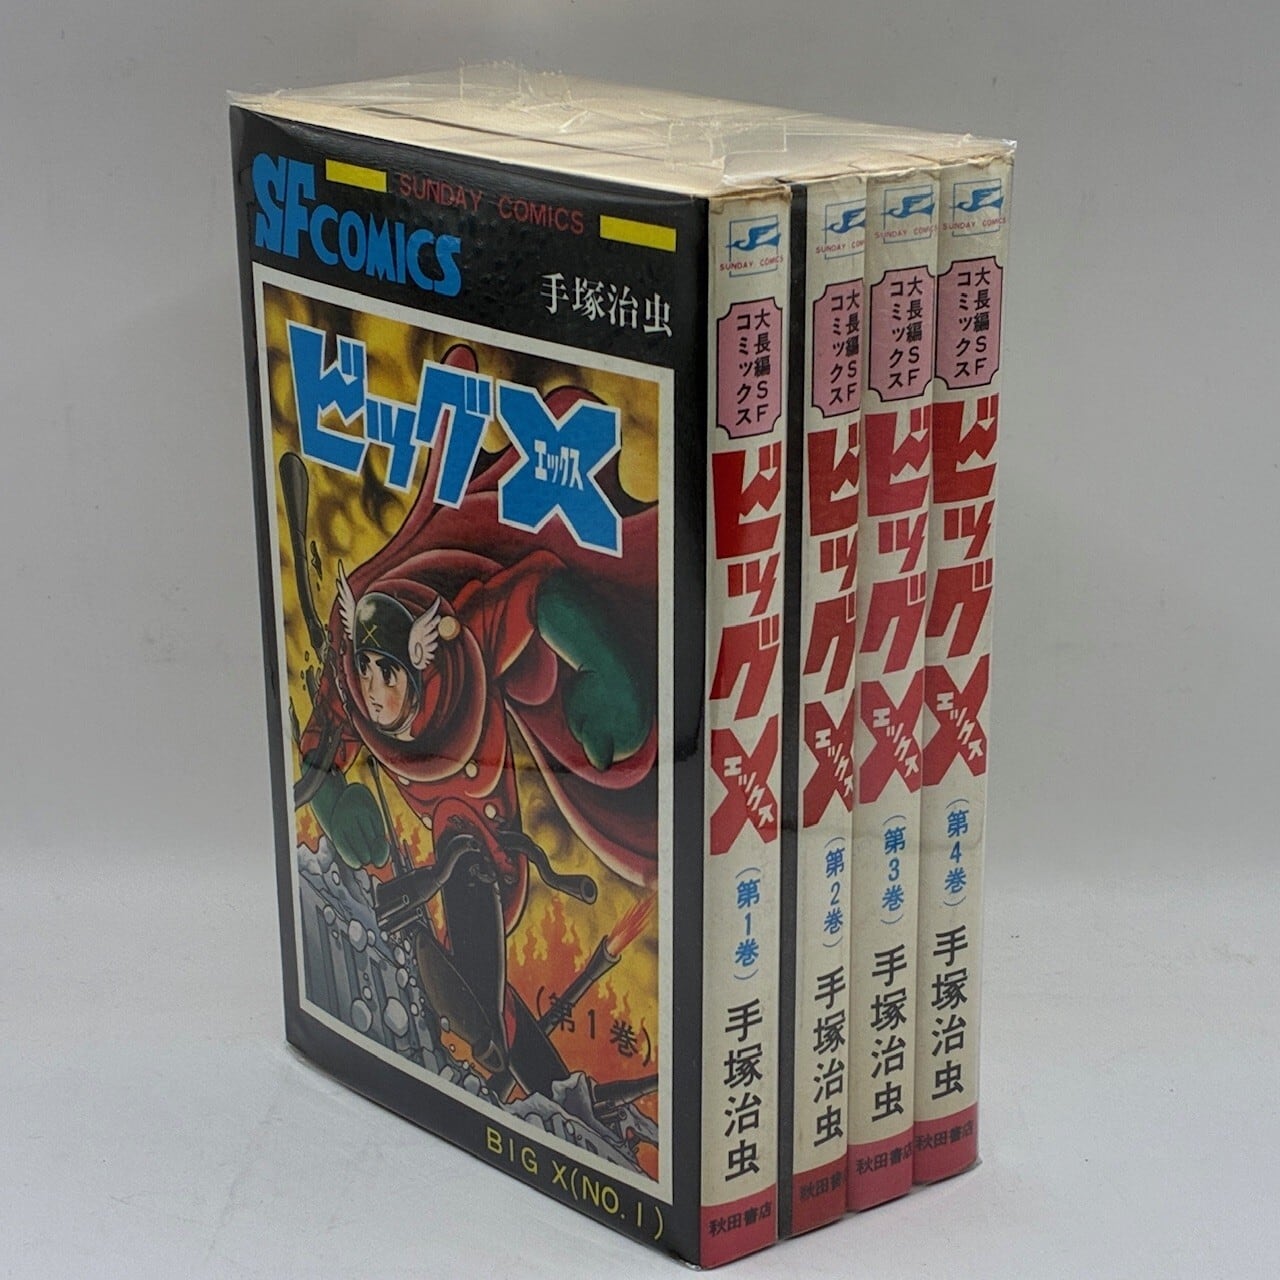 SUNDAY COMICS
SF COMICS
手塚治虫
ビッグX
エックス
(第1巻)
BIG X(NO.1)
SUNDAY COMICS
大長編SF
コミックス
ビッグX
エックス
(第1巻)
手塚治虫
秋田書店
SUNDAY COMICS
大長編SF
コミックス
ビッグX
エックス
(第2巻)
手塚治虫
秋田書店
SUNDAY COMICS
大長編SF
コミックス
ビッグX
エックス
(第3巻)
手塚治虫
秋田書店
SUNDAY COMICS
大長編SF
コミックス
ビッグX
エックス
(第4巻)
手塚治虫
秋田書店